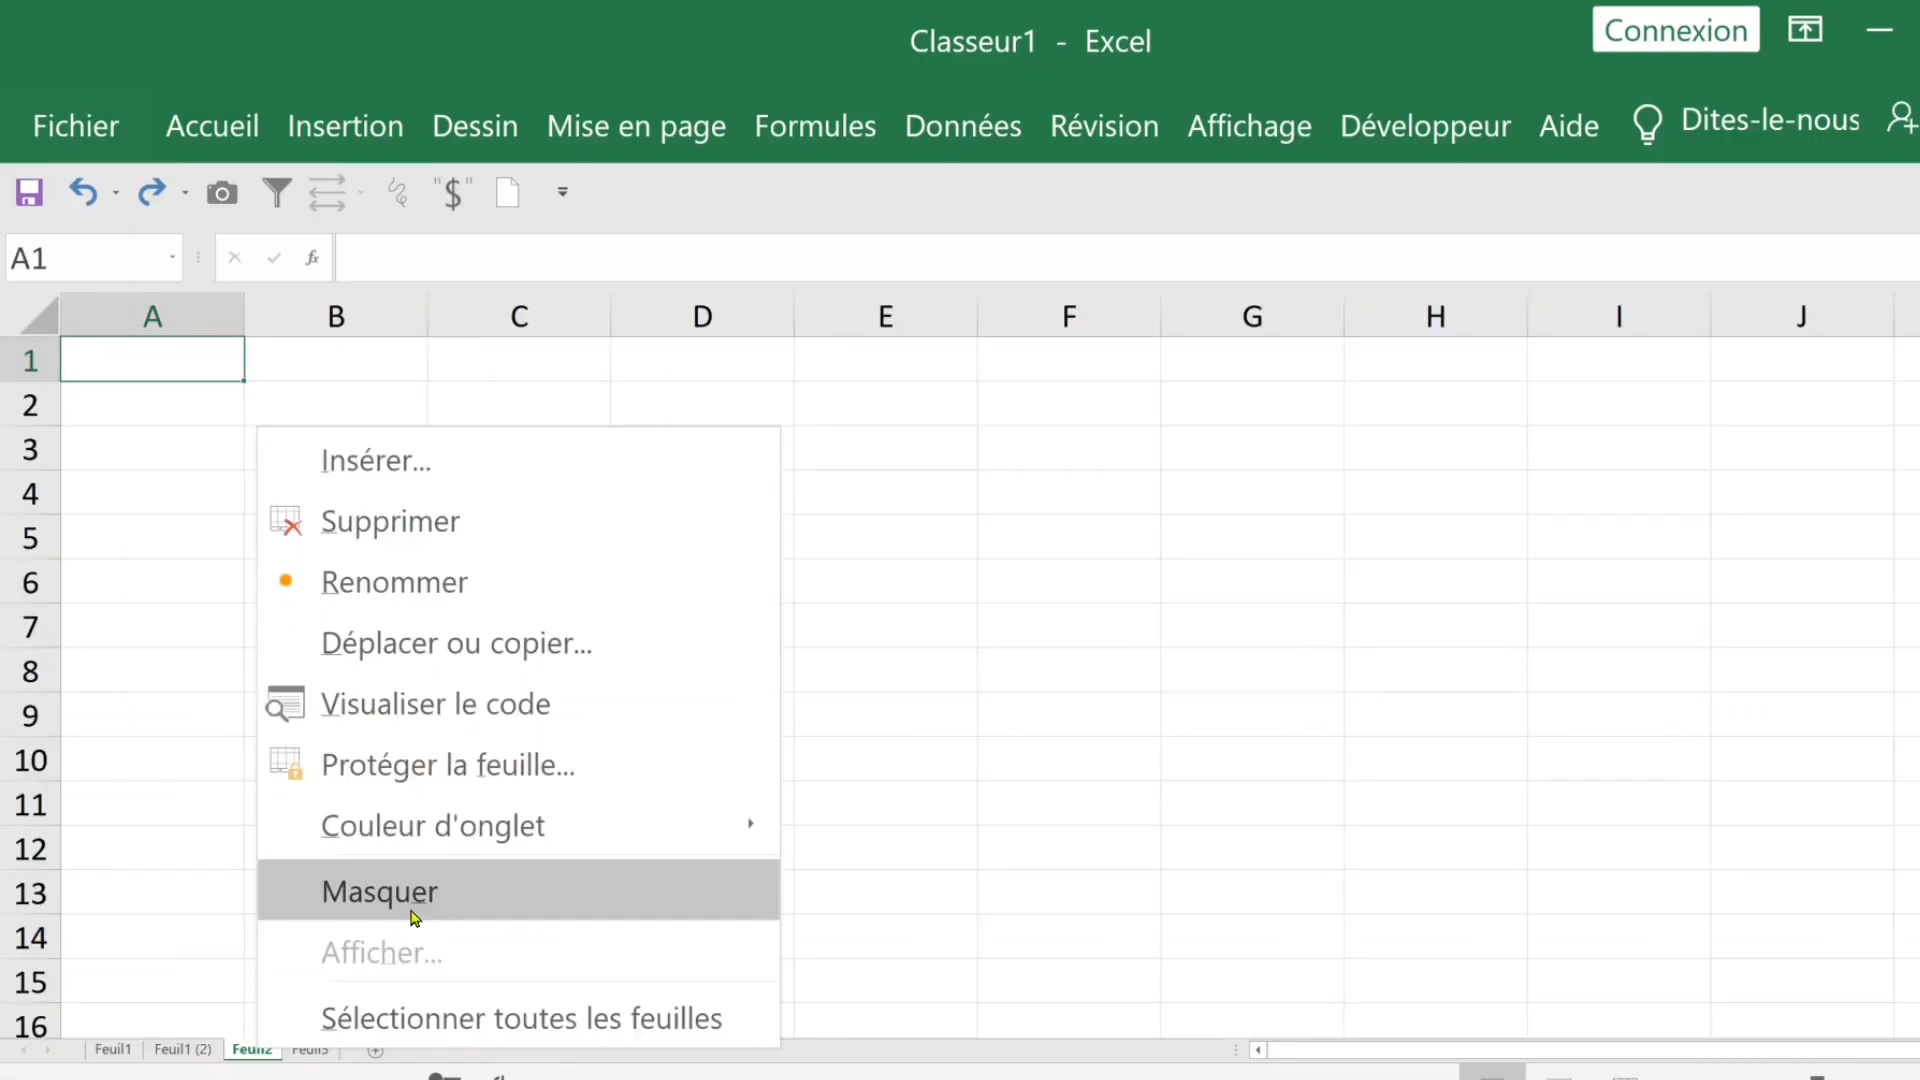 Classeur1 - Excel
Connexion
Fichier Accueil Insertion Dessin Mise en page Formules Données Révision Affichage Développeur Aide Dites-le-nous
"$"
A1 fx
A B C D E F G H I J
1
2
3
4
5
6
7
8
9
10
11
12
13
14
15
16
Insérer...
Supprimer
Renommer
Déplacer ou copier...
Visualiser le code
Protéger la feuille...
Couleur d'onglet
Masquer
Afficher...
Sélectionner toutes les feuilles
Feuil1 Feuil1 (2) Feuil2 Feuil3